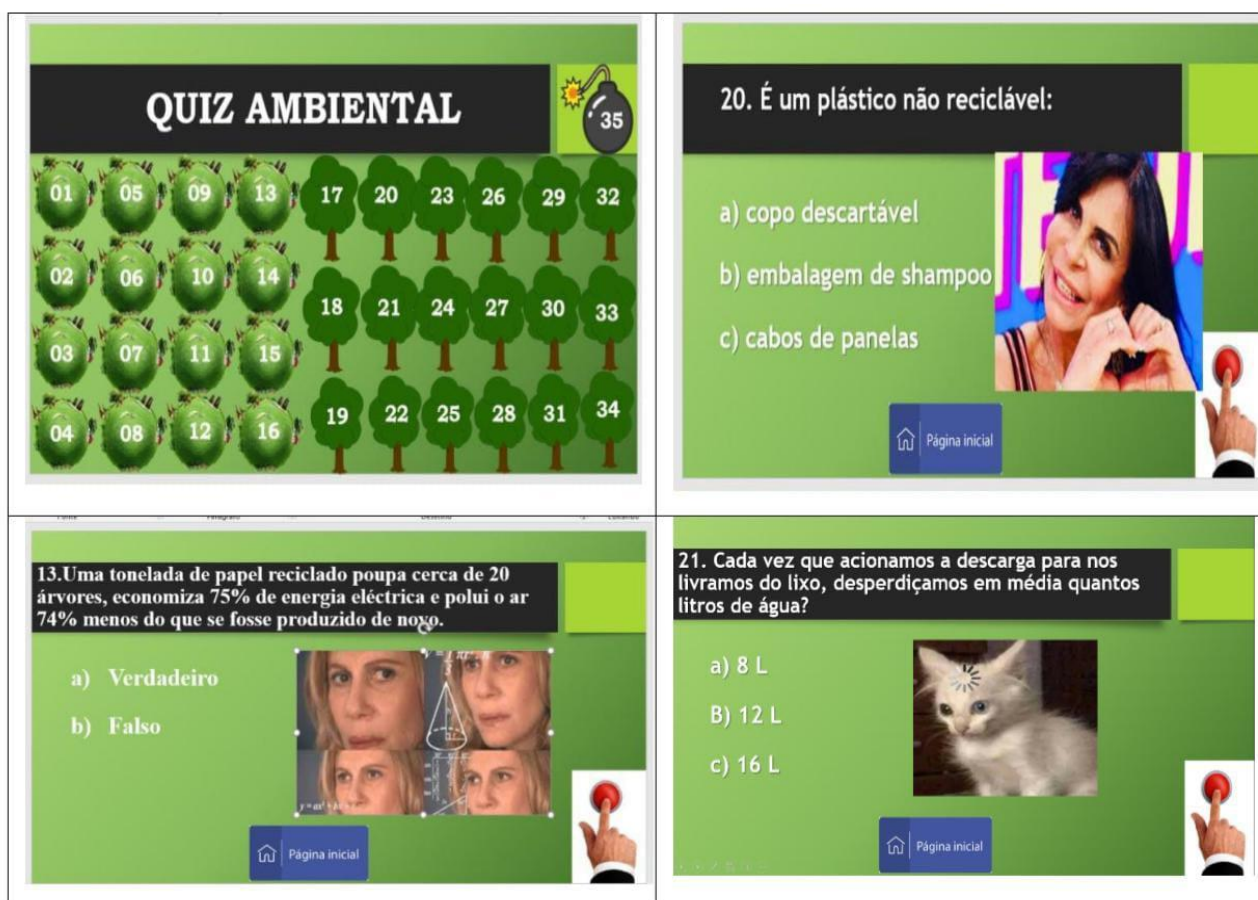 QUIZ AMBIENTAL
35
01 05 09 13 17 20 23 26 29 32
02 06 10 14
18 21 24 27 30 33
03 07 11 15
04 08 12 16 19 22 25 28 31 34
20. É um plástico não reciclável:
a) copo descartável
b) embalagem de shampoo
c) cabos de panelas
Página inicial
13.Uma tonelada de papel reciclado poupa cerca de 20
árvores, economiza 75% de energia eléctrica e polui o ar
74% menos do que se fosse produzido de novo.
a) Verdadeiro
b) Falso
Página inicial
21. Cada vez que acionamos a descarga para nos
livramos do lixo, desperdiçamos em média quantos
litros de água?
a) 8 L
B) 12 L
c) 16 L
Página inicial